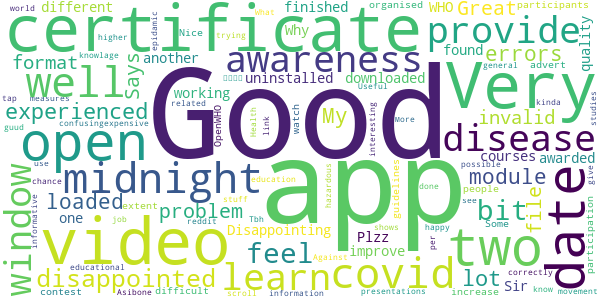 certificate
Good
app
Very
provide
awareness
well
format
says
another
finished
different
organised
trying
What
participants
WHO
Great
Nice
higher
epidamic
world
knowlage
Why
found
errors
quality
general
advert
kinda
studies
tap
measures
experienced
guud
confusing
expensive
uninstalled
downloaded
working
related
OpenWHO
Health
link
watch
interesting
My
More
Useful
invalid
disease
courses
awarded
possible
give
open
midnight
window
loaded
problem
one
extent
module
bit
file
date
use
chance
informative
stuff
education
hazardous
guidelines
done
people
see
Some
participation
video
feel
Disappointing
Plzz
improve
two
lot
Sir
job
Tbh
reddit
shows
happy
per
correctly
know
movement
disappointed
learn
covid
educational
contest
Asibone
difficult
scroll
information
Against
presentations
increase